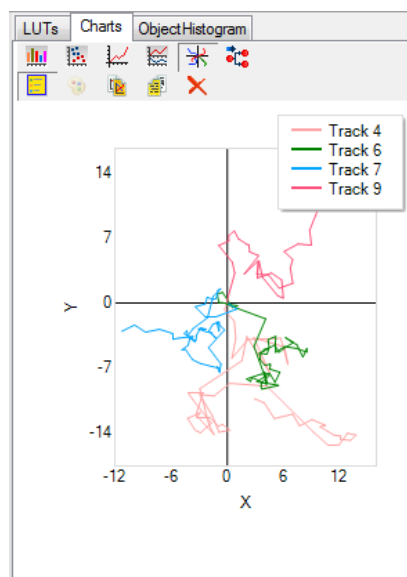 LUTs Charts ObjectHistogram
Track 4
Track 6
Track 7
Track 9
14
7
0
-7
-14
Y
-12 -6 0 6 12
X